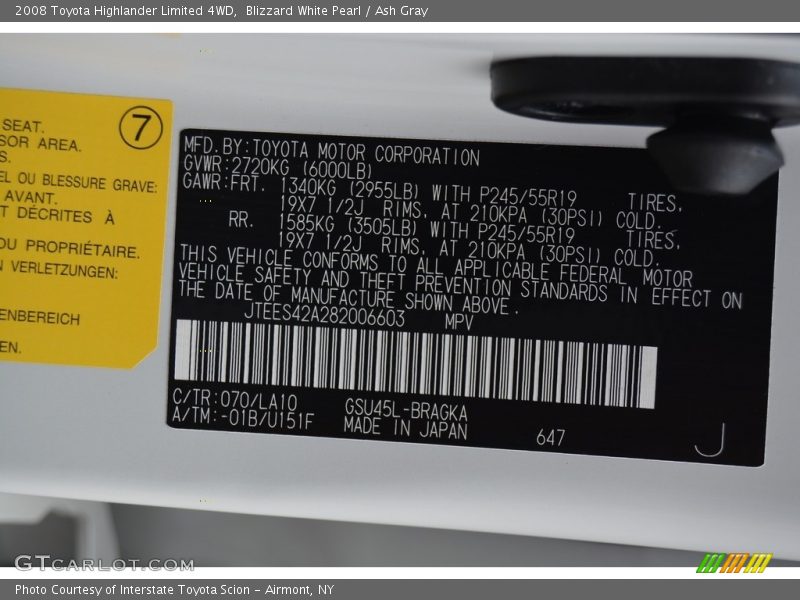 2008 Toyota Highlander Limited 4WD,  Blizzard White Pearl / Ash Gray
7
SEAT.
SOR AREA.
S.
EL OU BLESSURE GRAVE:
AVANT.
T DÉCRITES À
DU PROPRIÉTAIRE.
N VERLETZUNGEN:
ENBEREICH
EN.
MFD.BY:TOYOTA MOTOR CORPORATION
GVWR:2720KG (6000LB)
GAWR:FRT. 1340KG (2955LB) WITH P245/55R19 TIRES,
19X7 1/2J RIMS, AT 210KPA (30PSI) COLD.
RR. 1585KG (3505LB) WITH P245/55R19 TIRES,
19X7 1/2J RIMS, AT 210KPA (30PSI) COLD.
THIS VEHICLE CONFORMS TO ALL APPLICABLE FEDERAL MOTOR
VEHICLE SAFETY AND THEFT PREVENTION STANDARDS IN EFFECT ON
THE DATE OF MANUFACTURE SHOWN ABOVE.
JTEES42A282006603 MPV
C/TR:070/LA10 GSU45L-BRAGKA
A/TM:-01B/U151F MADE IN JAPAN
647 J
GTCARLOT.COM
Photo Courtesy of Interstate Toyota Scion - Airmont, NY